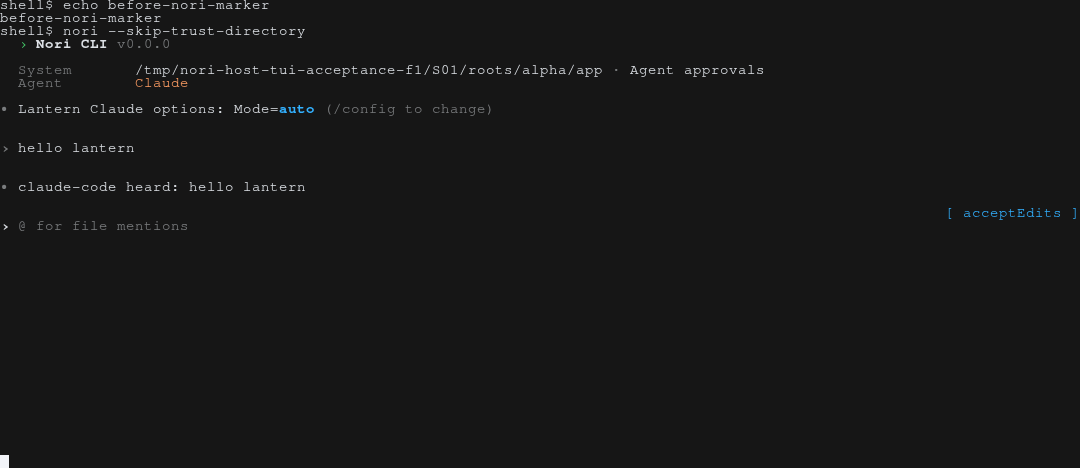 shell$ echo before-nori-marker
before-nori-marker
shell$ nori --skip-trust-directory
› Nori CLI v0.0.0
System /tmp/nori-host-tui-acceptance-f1/S01/roots/alpha/app · Agent approvals
Agent Claude
• Lantern Claude options: Mode=auto (/config to change)
› hello lantern
• claude-code heard: hello lantern
[ acceptEdits ]
› @ for file mentions